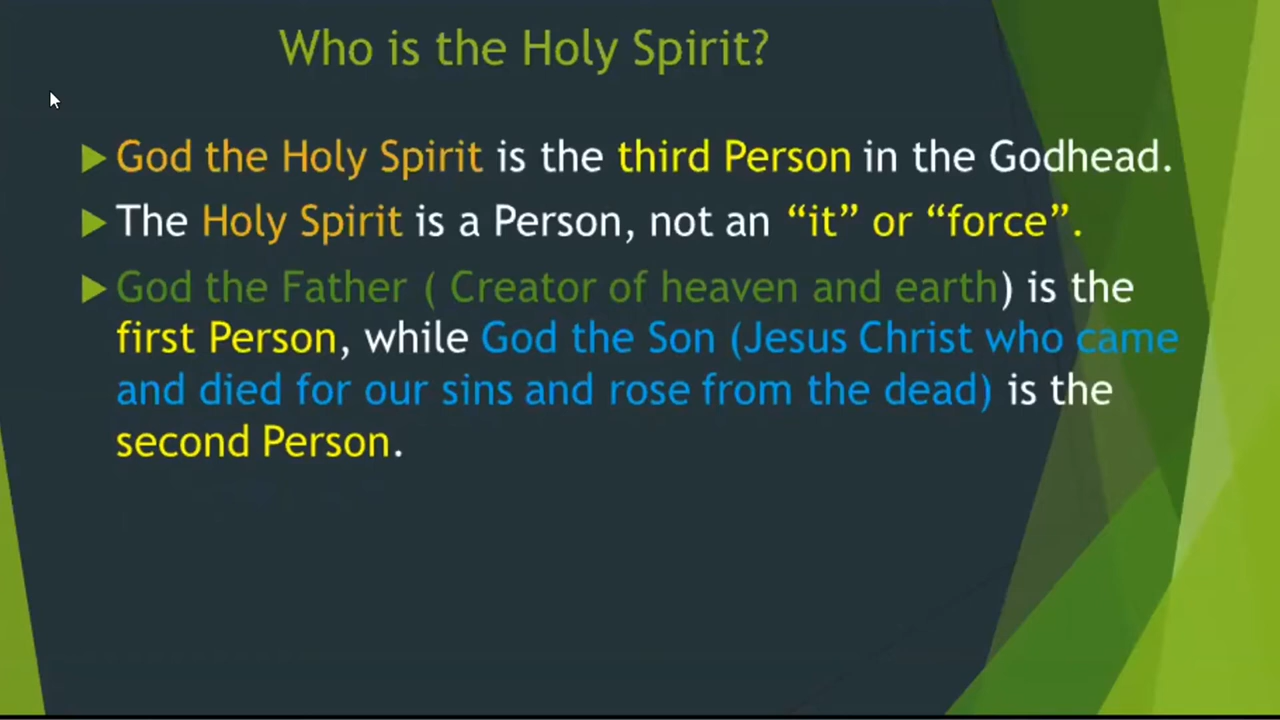 Who is the Holy Spirit?
God the Holy Spirit is the third Person in the Godhead.
The Holy Spirit is a Person, not an “it” or “force”.
God the Father ( Creator of heaven and earth) is the
first Person, while God the Son (Jesus Christ who came
and died for our sins and rose from the dead) is the
second Person.